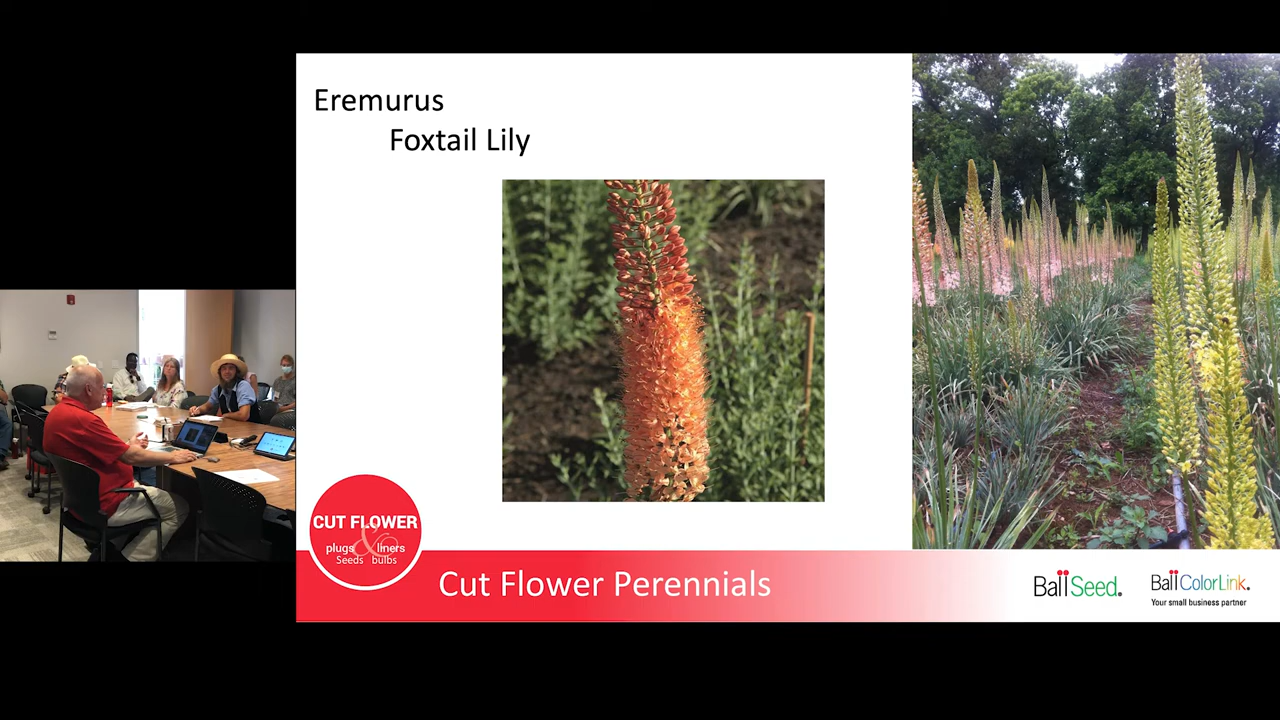 Eremurus
Foxtail Lily
CUT FLOWER
&
plugs liners
Seeds bulbs
Cut Flower Perennials
Ball Seed.
Ball ColorLink.
Your small business partner